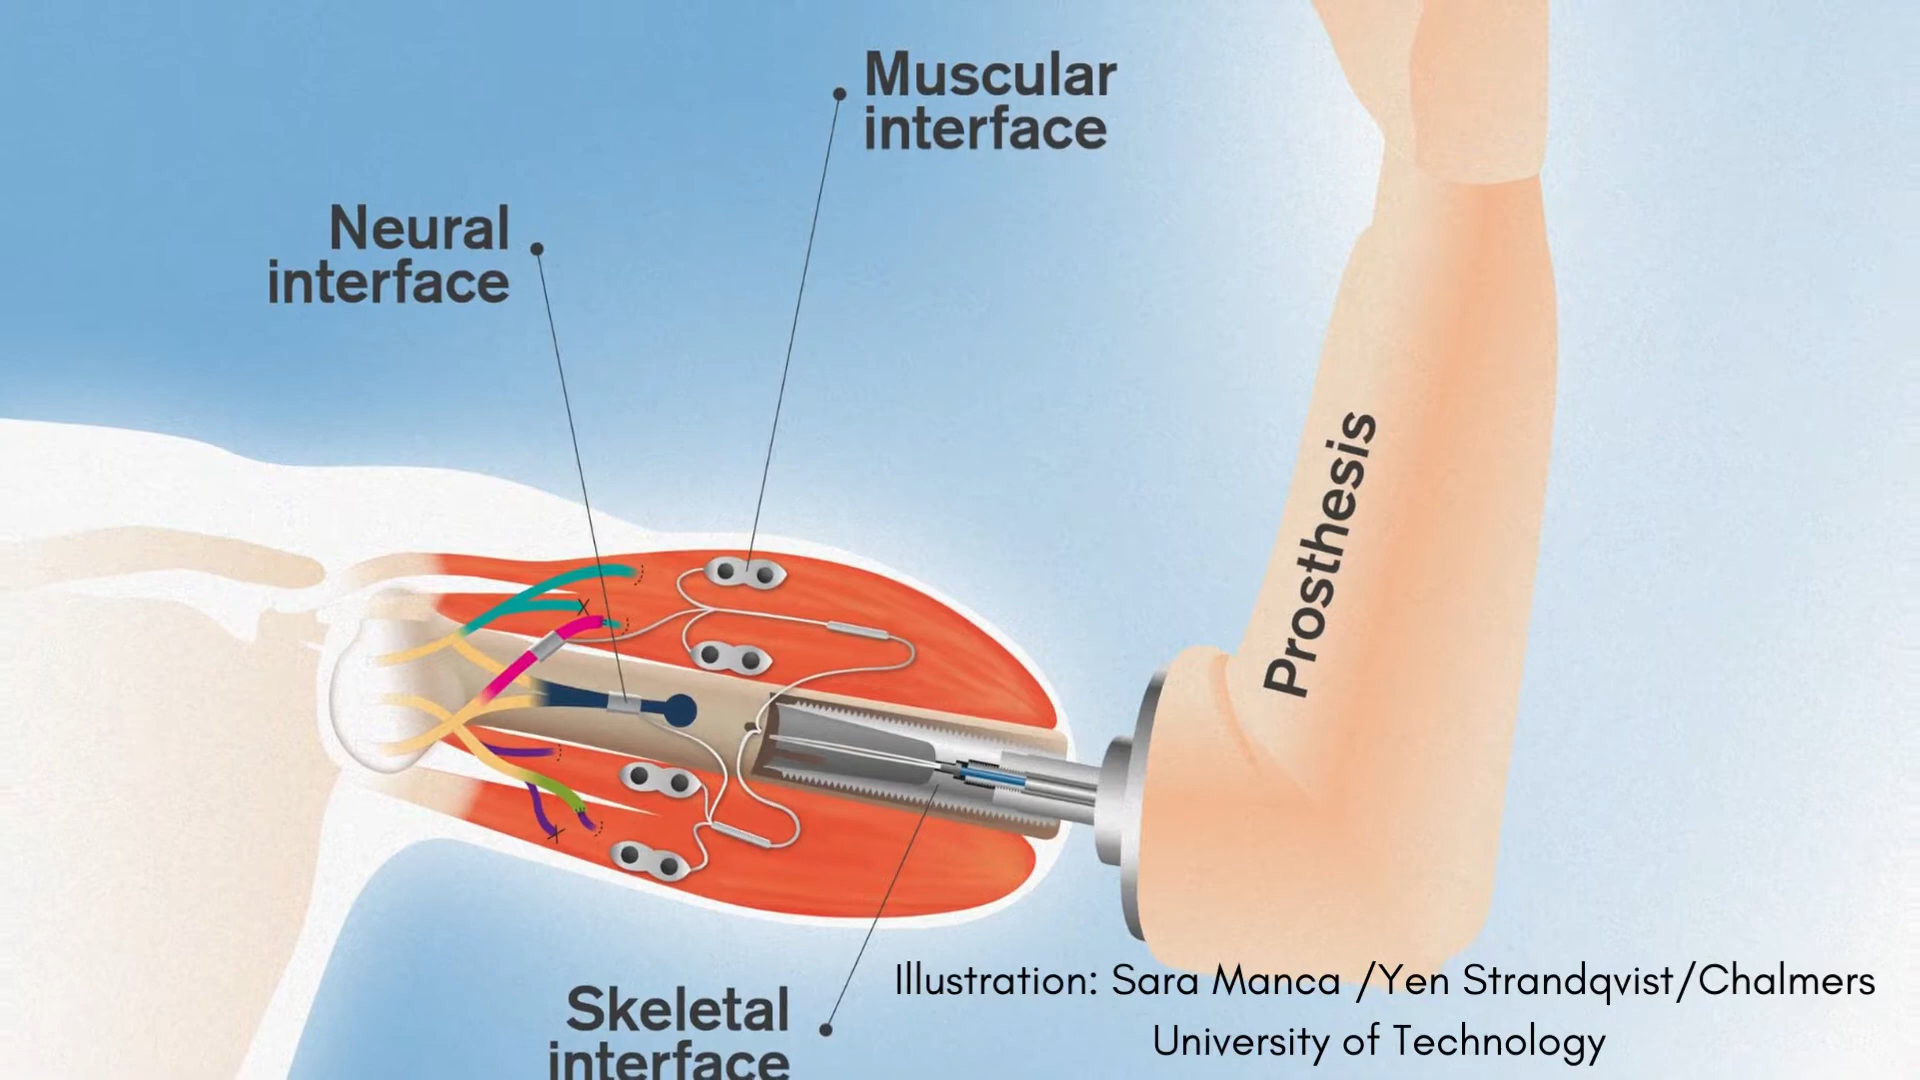 Muscular
interface
Neural
interface
Prosthesis
Skeletal
interface
Illustration: Sara Manca /Yen Strandqvist/Chalmers
University of Technology